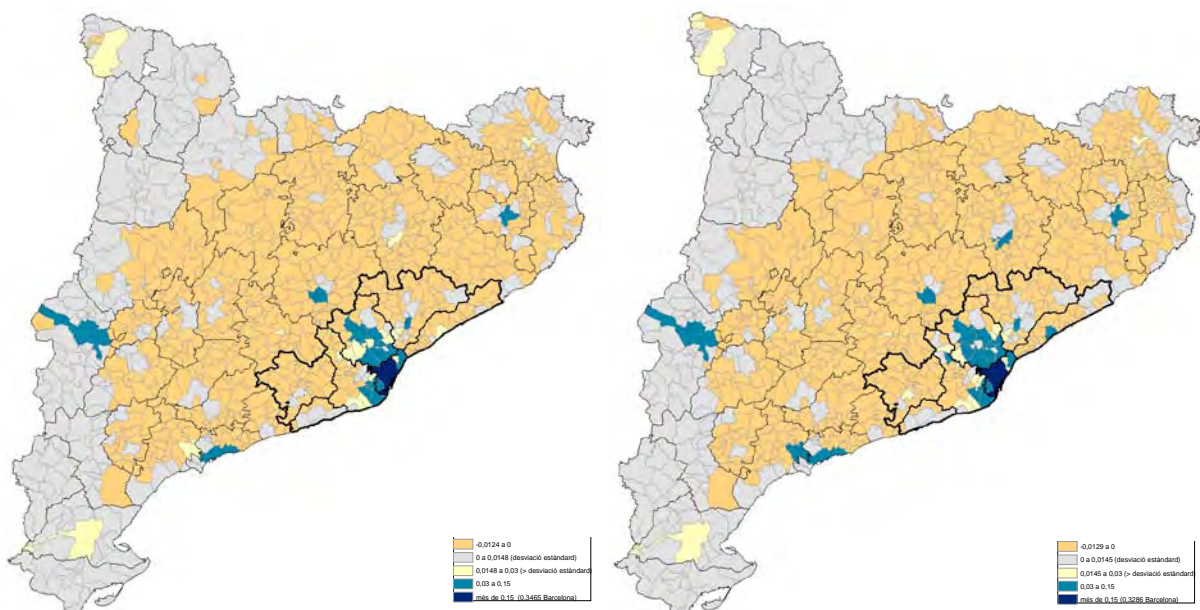 -0,0124 a 0
0 a 0,0148 (desviació estàndard)
0,0148 a 0,03 (> desviació estàndard)
0,03 a 0,15
més de 0,15 (0,3465 Barcelona)
-0,0129 a 0
0 a 0,0145 (desviació estàndard)
0,0145 a 0,03 (> desviació estàndard)
0,03 a 0,15
més de 0,15 (0,3286 Barcelona)